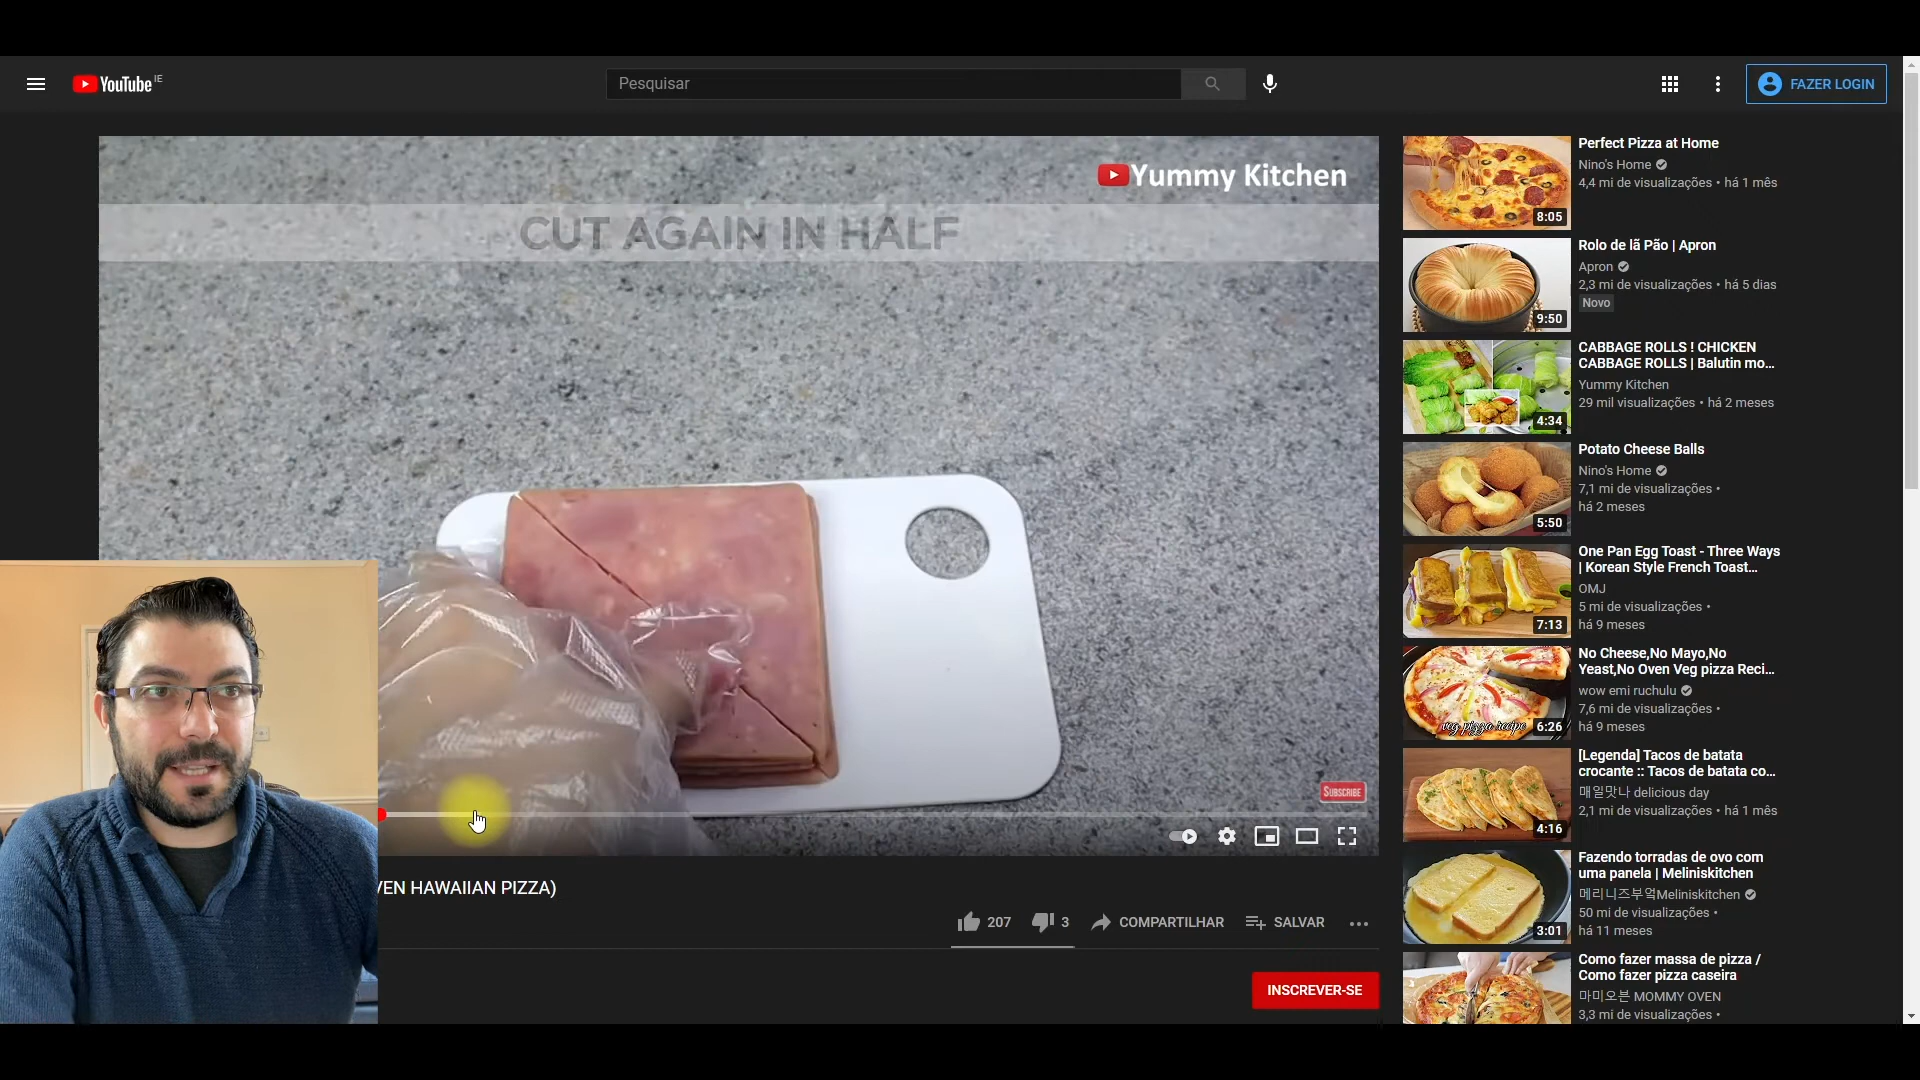 YouTube IE
Pesquisar
FAZER LOGIN
Yummy Kitchen
CUT AGAIN IN HALF
SUBSCRIBE
VEN HAWAIIAN PIZZA)
207
3
COMPARTILHAR
SALVAR
INSCREVER-SE
8:05
Perfect Pizza at Home
Nino's Home
4,4 mi de visualizações • há 1 mês
9:50
Rolo de lã Pão | Apron
Apron
2,3 mi de visualizações • há 5 dias
Novo
4:34
CABBAGE ROLLS ! CHICKEN
CABBAGE ROLLS | Balutin mo...
Yummy Kitchen
29 mil visualizações • há 2 meses
5:50
Potato Cheese Balls
Nino's Home
7,1 mi de visualizações •
há 2 meses
7:13
One Pan Egg Toast - Three Ways
| Korean Style French Toast...
OMJ
5 mi de visualizações •
há 9 meses
veg pizza recipe
6:26
No Cheese,No Mayo,No
Yeast,No Oven Veg pizza Reci...
wow emi ruchulu
7,6 mi de visualizações •
há 9 meses
4:16
[Legenda] Tacos de batata
crocante :: Tacos de batata co...
매일맛나 delicious day
2,1 mi de visualizações • há 1 mês
3:01
Fazendo torradas de ovo com
uma panela | Meliniskitchen
메리니즈부엌Meliniskitchen
50 mi de visualizações •
há 11 meses
Como fazer massa de pizza /
Como fazer pizza caseira
마미오븐 MOMMY OVEN
3,3 mi de visualizações •